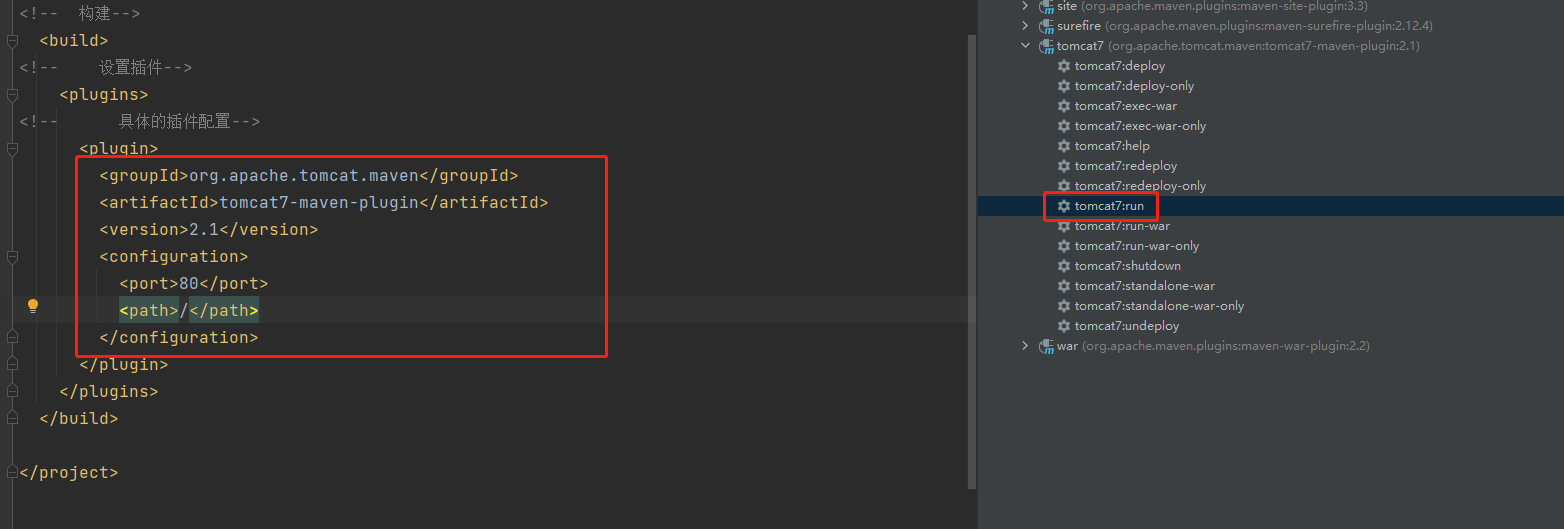 <!-- 构建-->
<build>
<!-- 设置插件-->
<plugins>
<!-- 具体的插件配置-->
<plugin>
<groupId>org.apache.tomcat.maven</groupId>
<artifactId>tomcat7-maven-plugin</artifactId>
<version>2.1</version>
<configuration>
<port>80</port>
<path>/</path>
</configuration>
</plugin>
</plugins>
</build>
</project>
site (org.apache.maven.plugins:maven-site-plugin:3.3)
surefire (org.apache.maven.plugins:maven-surefire-plugin:2.12.4)
tomcat7 (org.apache.tomcat.maven:tomcat7-maven-plugin:2.1)
tomcat7:deploy
tomcat7:deploy-only
tomcat7:exec-war
tomcat7:exec-war-only
tomcat7:help
tomcat7:redeploy
tomcat7:redeploy-only
tomcat7:run
tomcat7:run-war
tomcat7:run-war-only
tomcat7:shutdown
tomcat7:standalone-war
tomcat7:standalone-war-only
tomcat7:undeploy
war (org.apache.maven.plugins:maven-war-plugin:2.2)